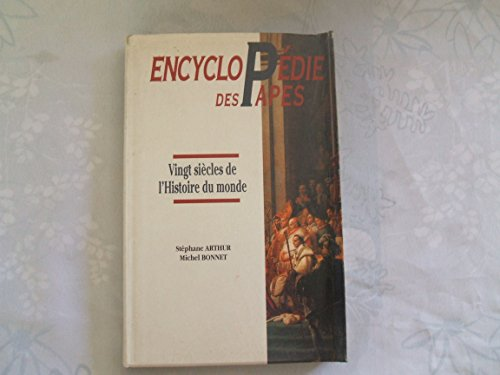 ENCYCLOPÉDIE
DES PAPES
Vingt siècles de
l'Histoire du monde
Stéphane ARTHUR
Michel BONNET